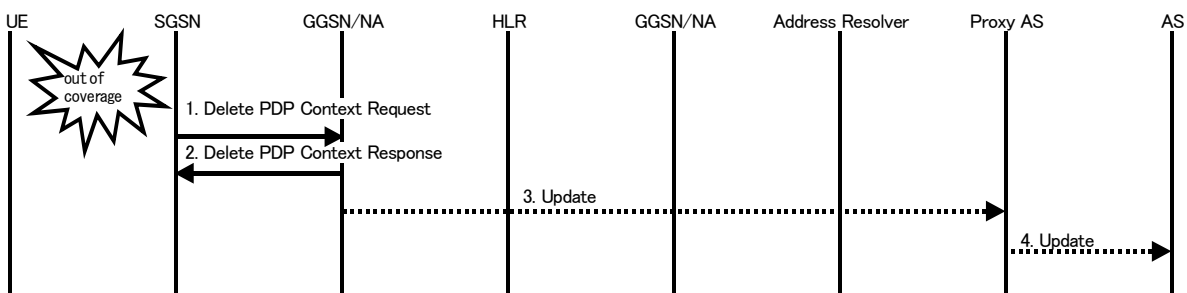 UE SGSN GGSN/NA HLR GGSN/NA Address Resolver Proxy AS AS
out of
coverage
1. Delete PDP Context Request
2. Delete PDP Context Response
3. Update
4. Update